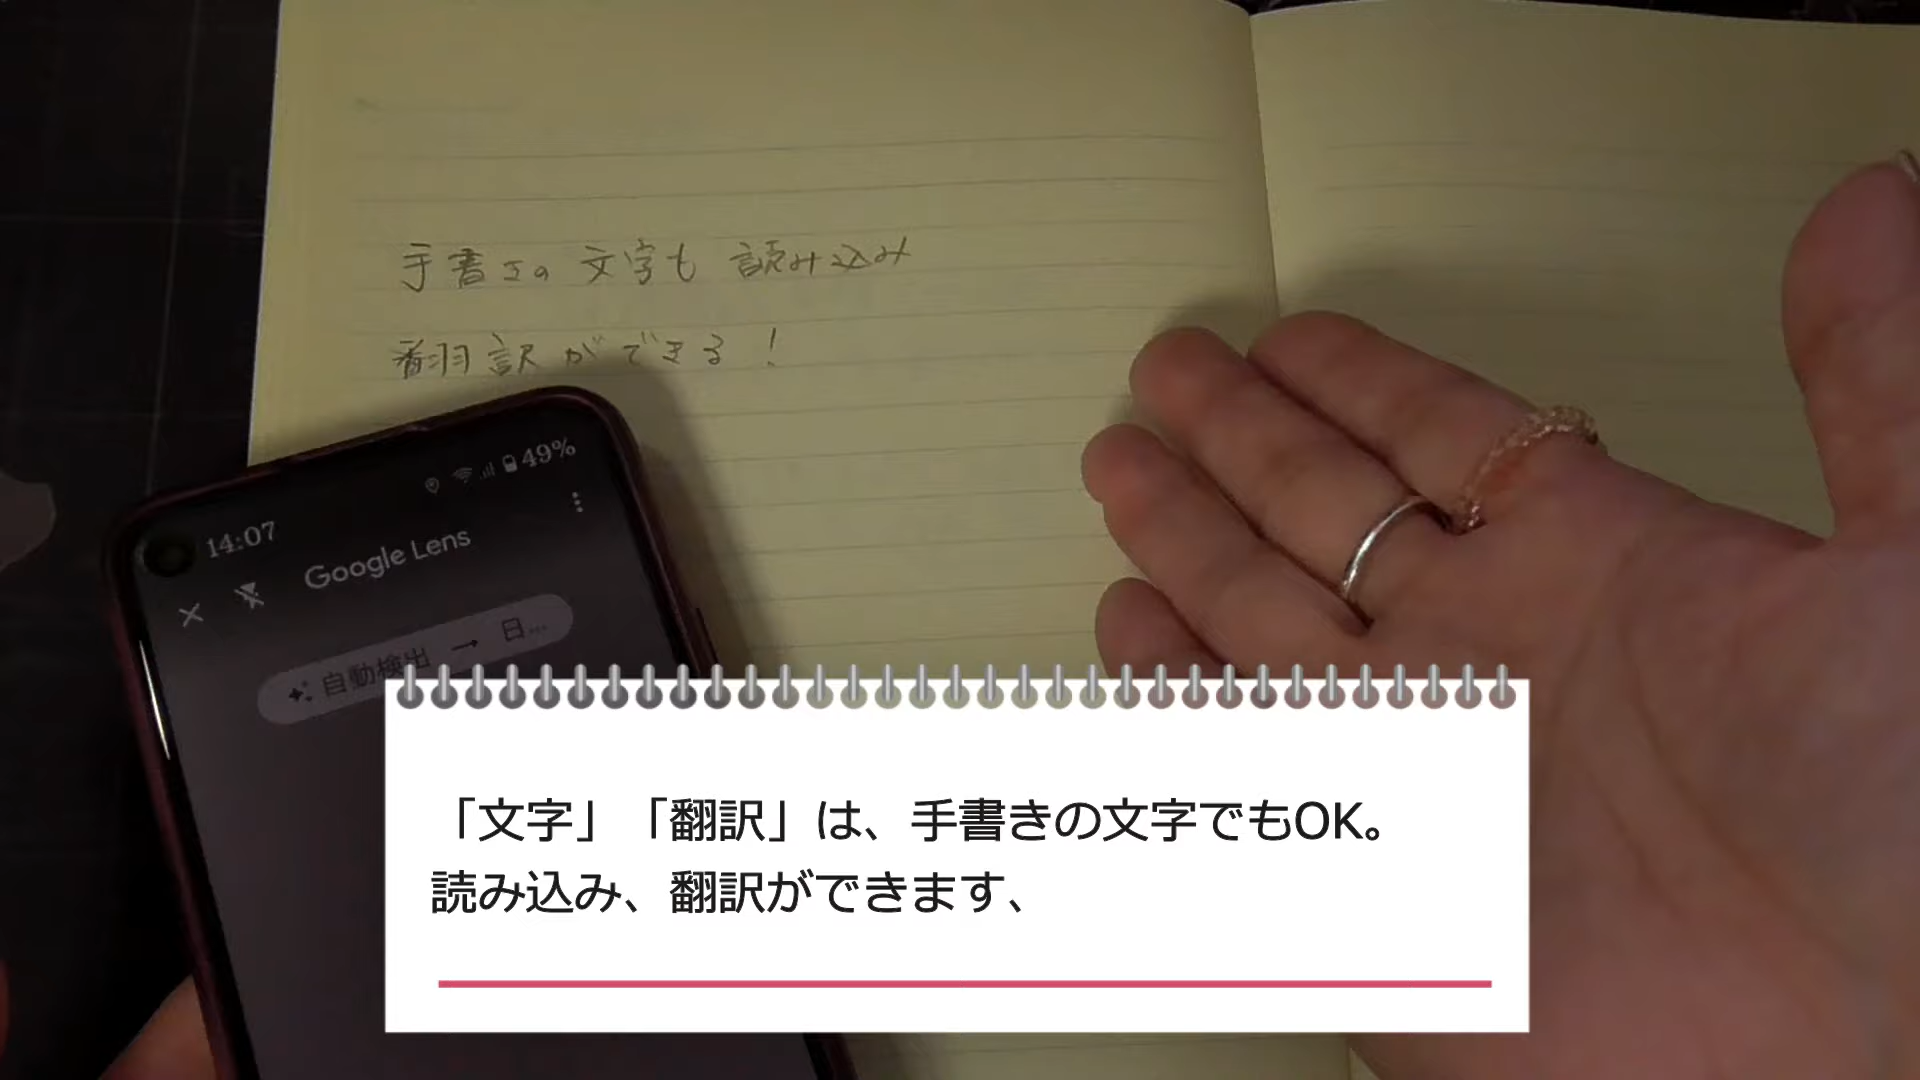 手書きの 文字も 読み込み
翻訳ができる！
49%
14:07
Google Lens
自動検出 → 日...
「文字」「翻訳」は、手書きの文字でもOK。
読み込み、翻訳ができます、